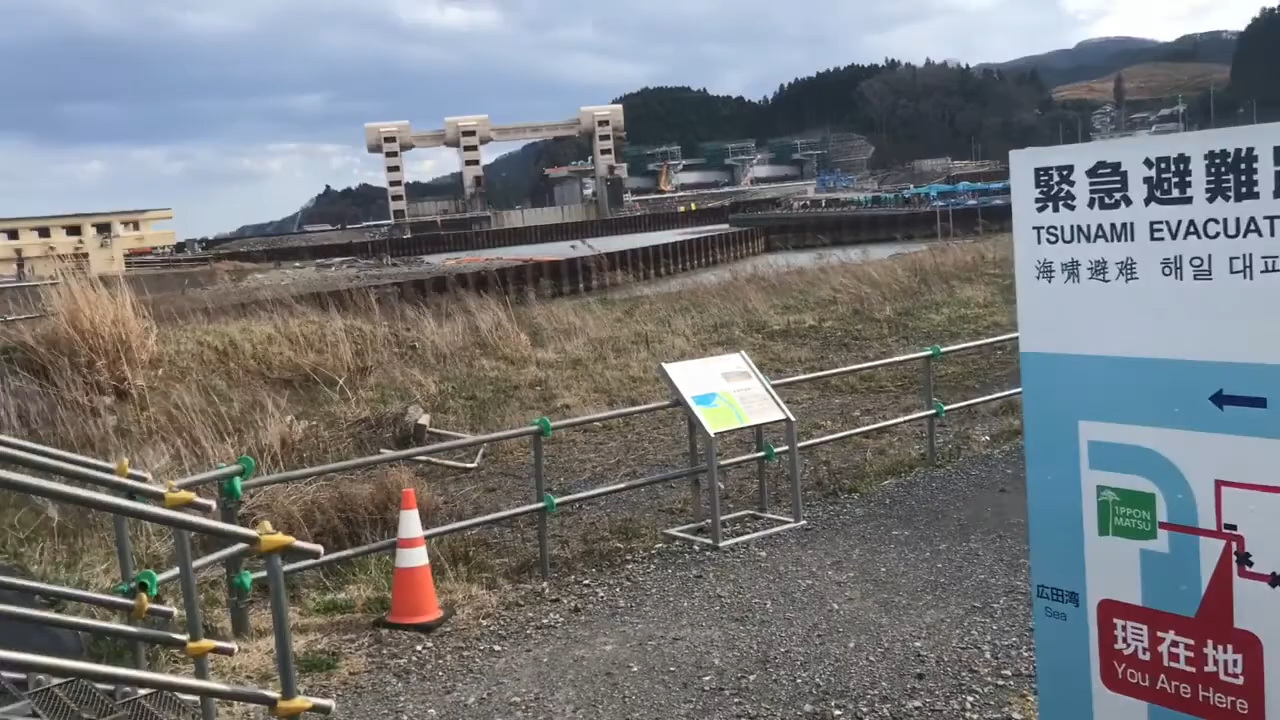 緊急避難
TSUNAMI EVACUAT
海啸避难 해일 대피
1PPON
MATSU
広田湾
Sea
現在地
You Are Here